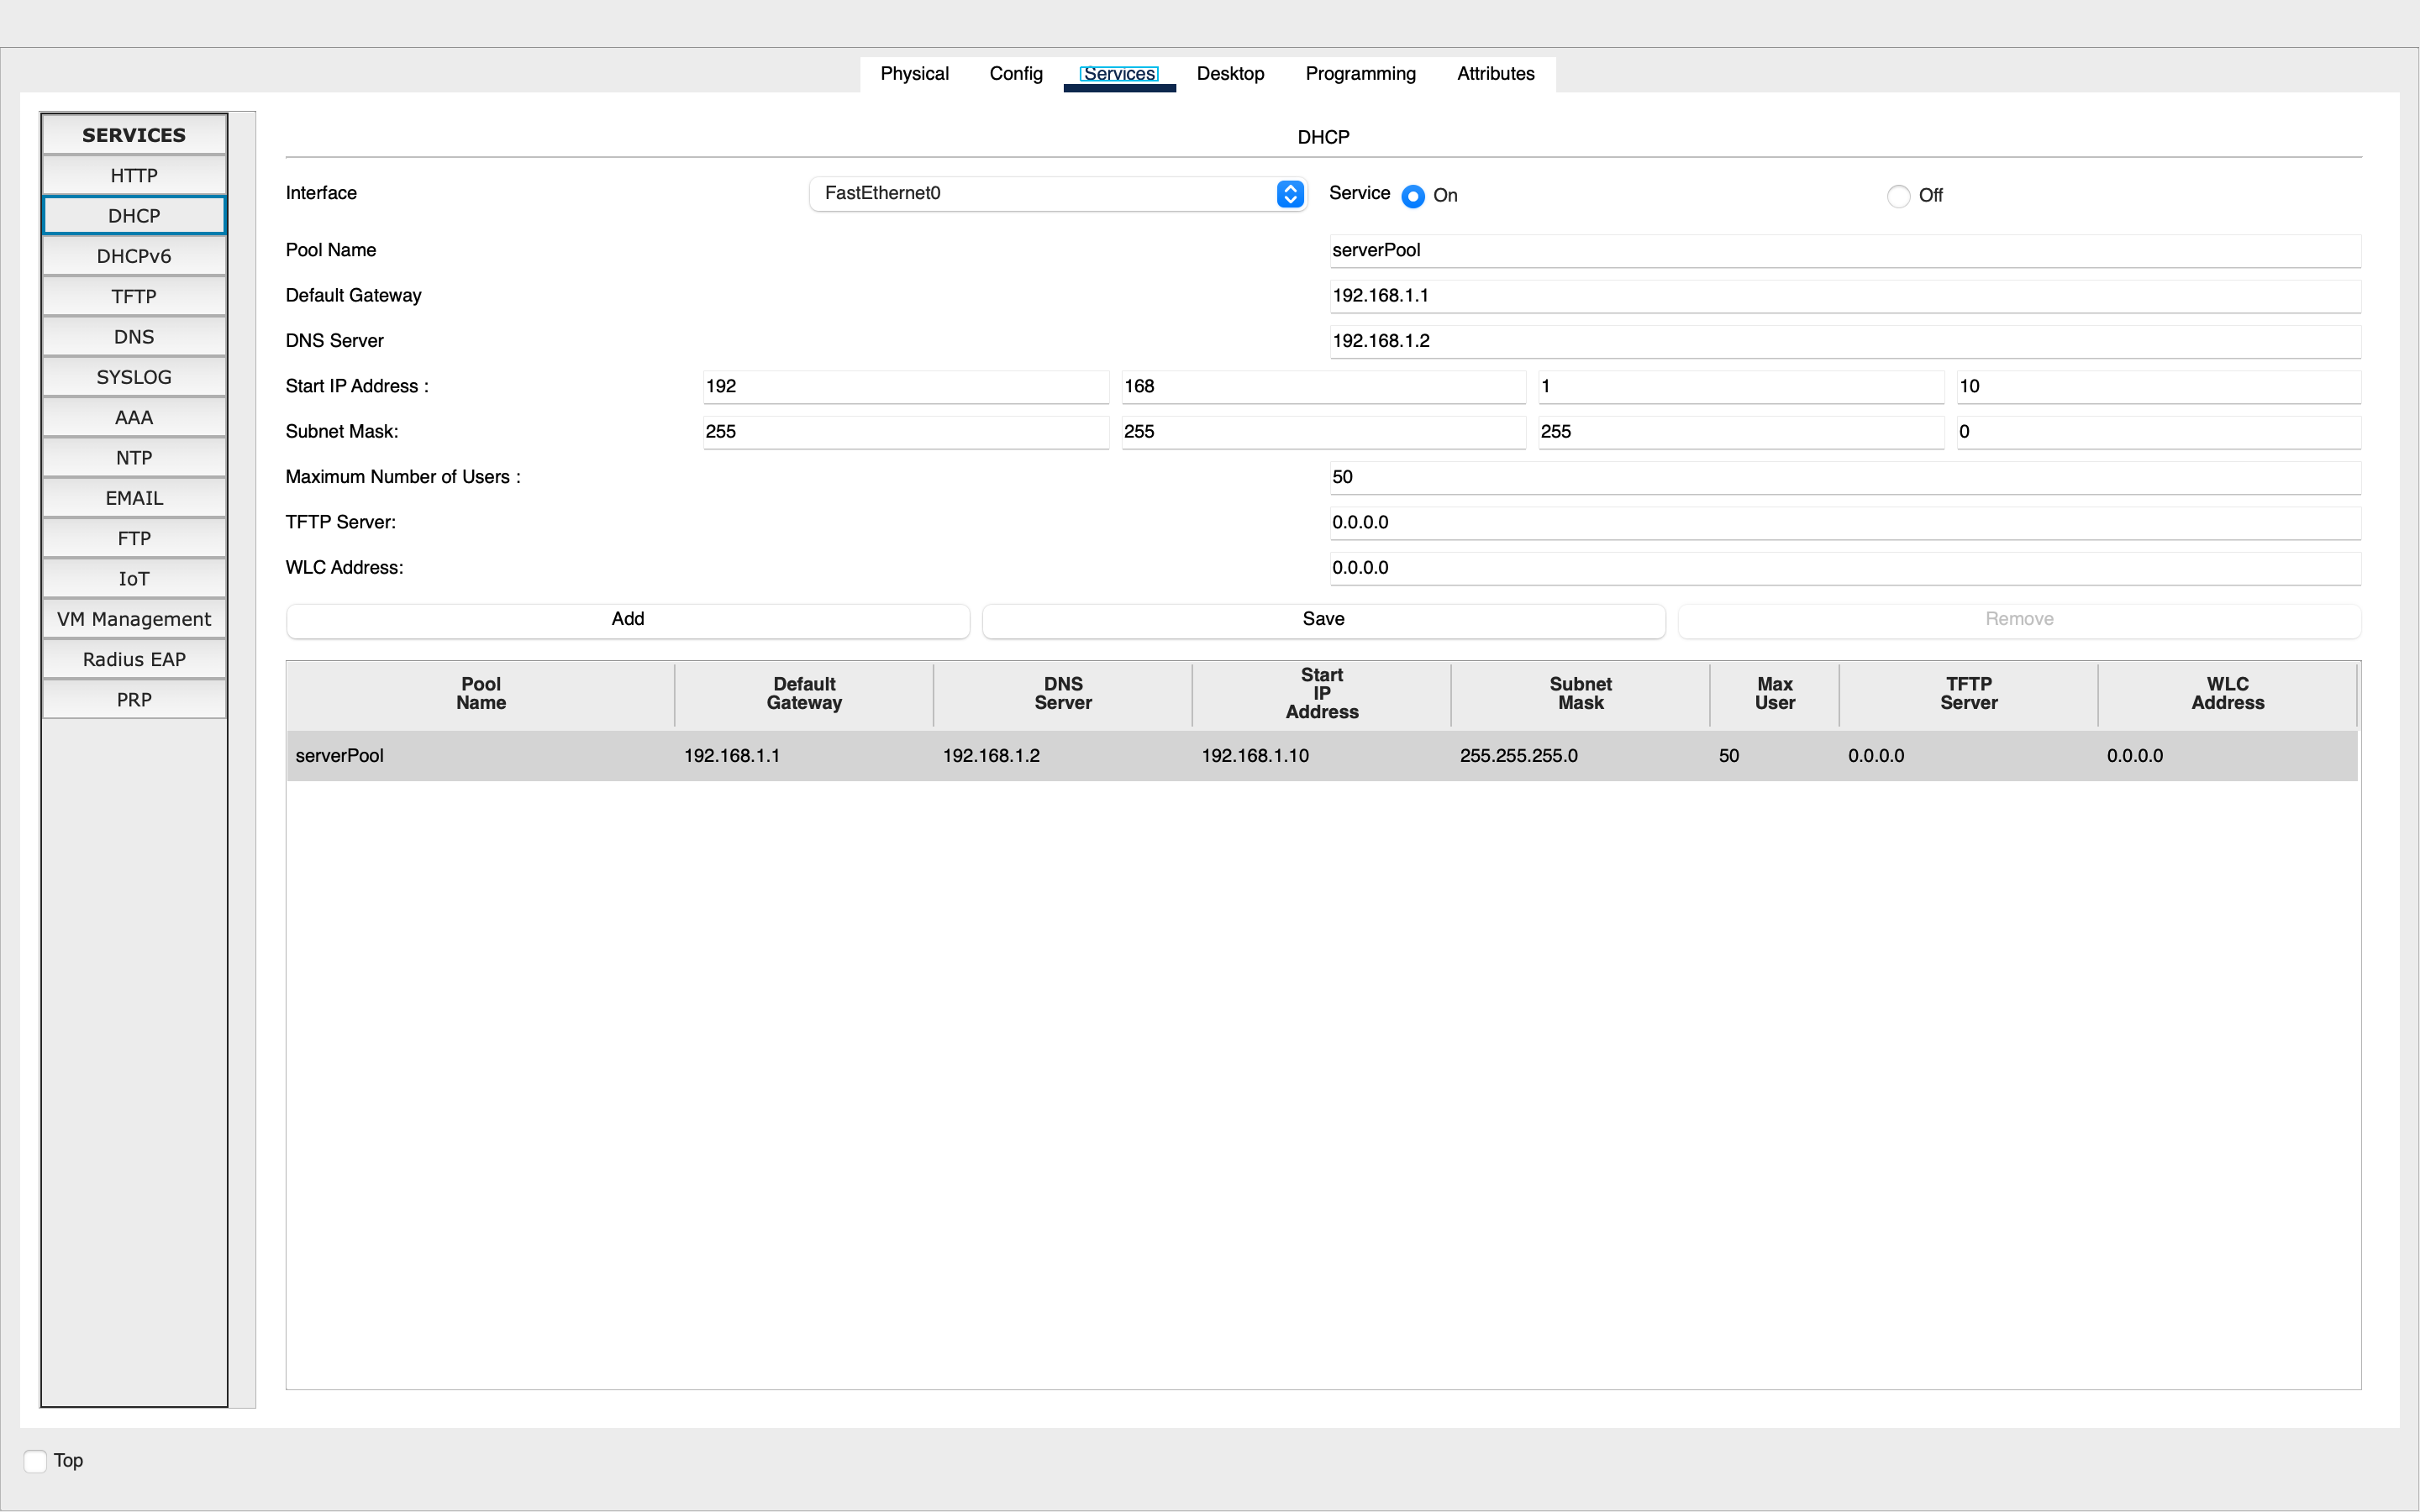 Physical Config Services Desktop Programming Attributes
SERVICES
HTTP
DHCP
DHCPv6
TFTP
DNS
SYSLOG
AAA
NTP
EMAIL
FTP
IoT
VM Management
Radius EAP
PRP
DHCP
Interface FastEthernet0 Service On Off
Pool Name serverPool
Default Gateway 192.168.1.1
DNS Server 192.168.1.2
Start IP Address : 192 168 1 10
Subnet Mask: 255 255 255 0
Maximum Number of Users : 50
TFTP Server: 0.0.0.0
WLC Address: 0.0.0.0
Add Save Remove
Pool Name Default Gateway DNS Server Start IP Address Subnet Mask Max User TFTP Server WLC Address
serverPool 192.168.1.1 192.168.1.2 192.168.1.10 255.255.255.0 50 0.0.0.0 0.0.0.0
Top